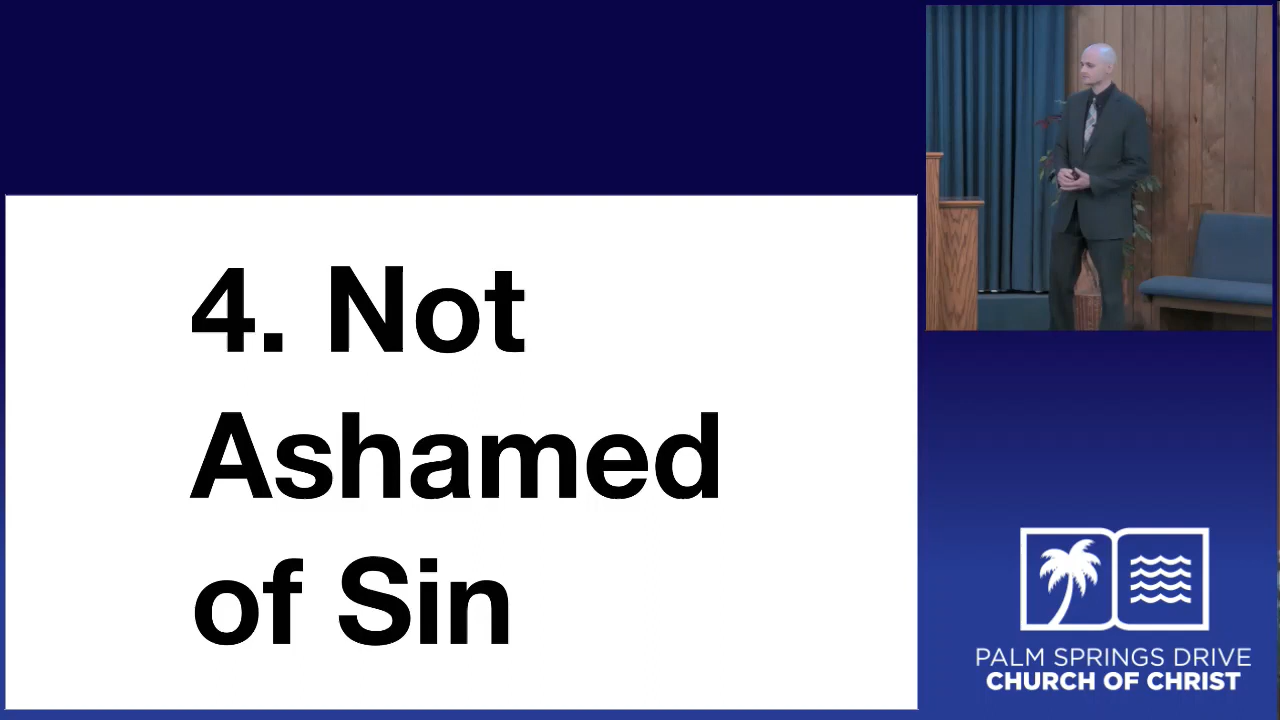 4. Not
Ashamed
of Sin
PALM SPRINGS DRIVE
CHURCH OF CHRIST